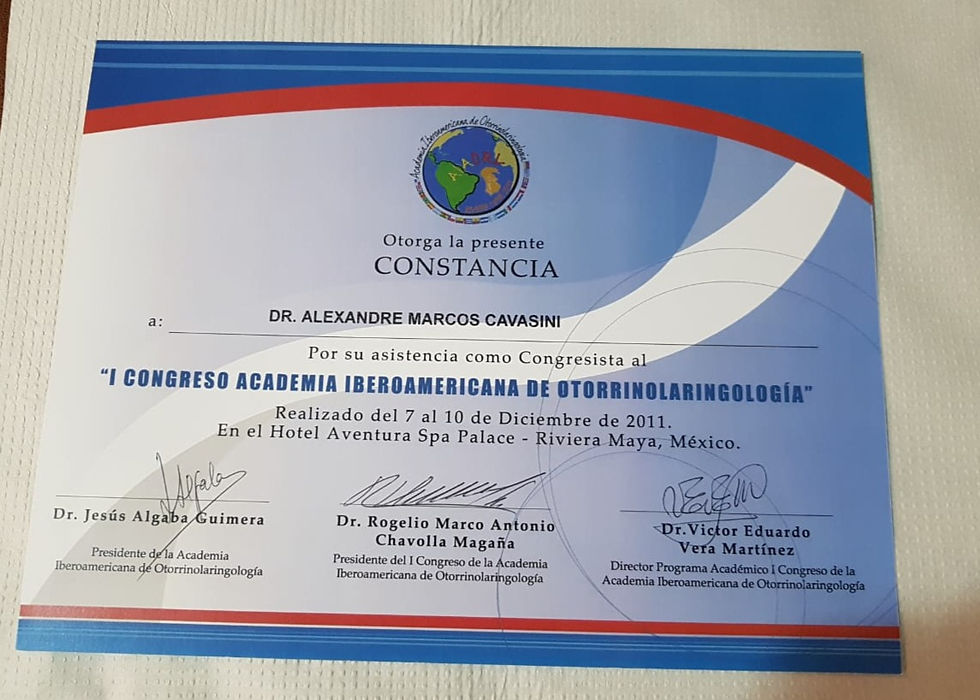 Academia Iberoamericana de Otorrinolaringología
Otorga la presente
CONSTANCIA
a: DR. ALEXANDRE MARCOS CAVASINI
Por su asistencia como Congresista al
“I CONGRESO ACADEMIA IBEROAMERICANA DE OTORRINOLARINGOLOGÍA”
Realizado del 7 al 10 de Diciembre de 2011.
En el Hotel Aventura Spa Palace - Riviera Maya, México.
Dr. Jesús Algaba Guimera
Presidente de la Academia
Iberoamericana de Otorrinolaringología
Dr. Rogelio Marco Antonio
Chavolla Magaña
Presidente del I Congreso de la Academia
Iberoamericana de Otorrinolaringología
Dr. Victor Eduardo
Vera Martínez
Director Programa Académico I Congreso de la
Academia Iberoamericana de Otorrinolaringología